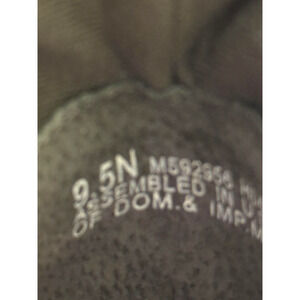 9.5N M592956
ASSEMBLED IN U.S
OF DOM.& IMP.M